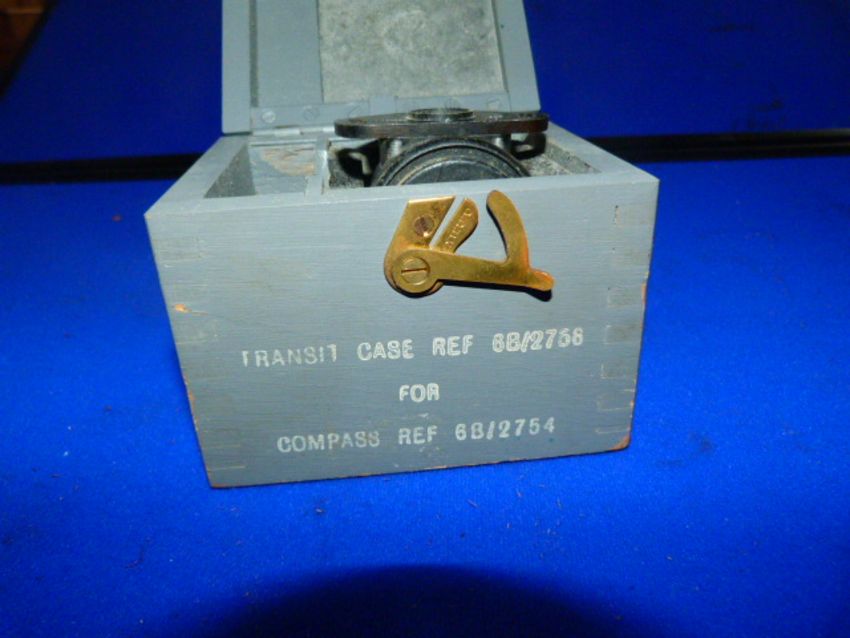 TRANSIT CASE REF 6B/2758
FOR
COMPASS REF 6B/2754